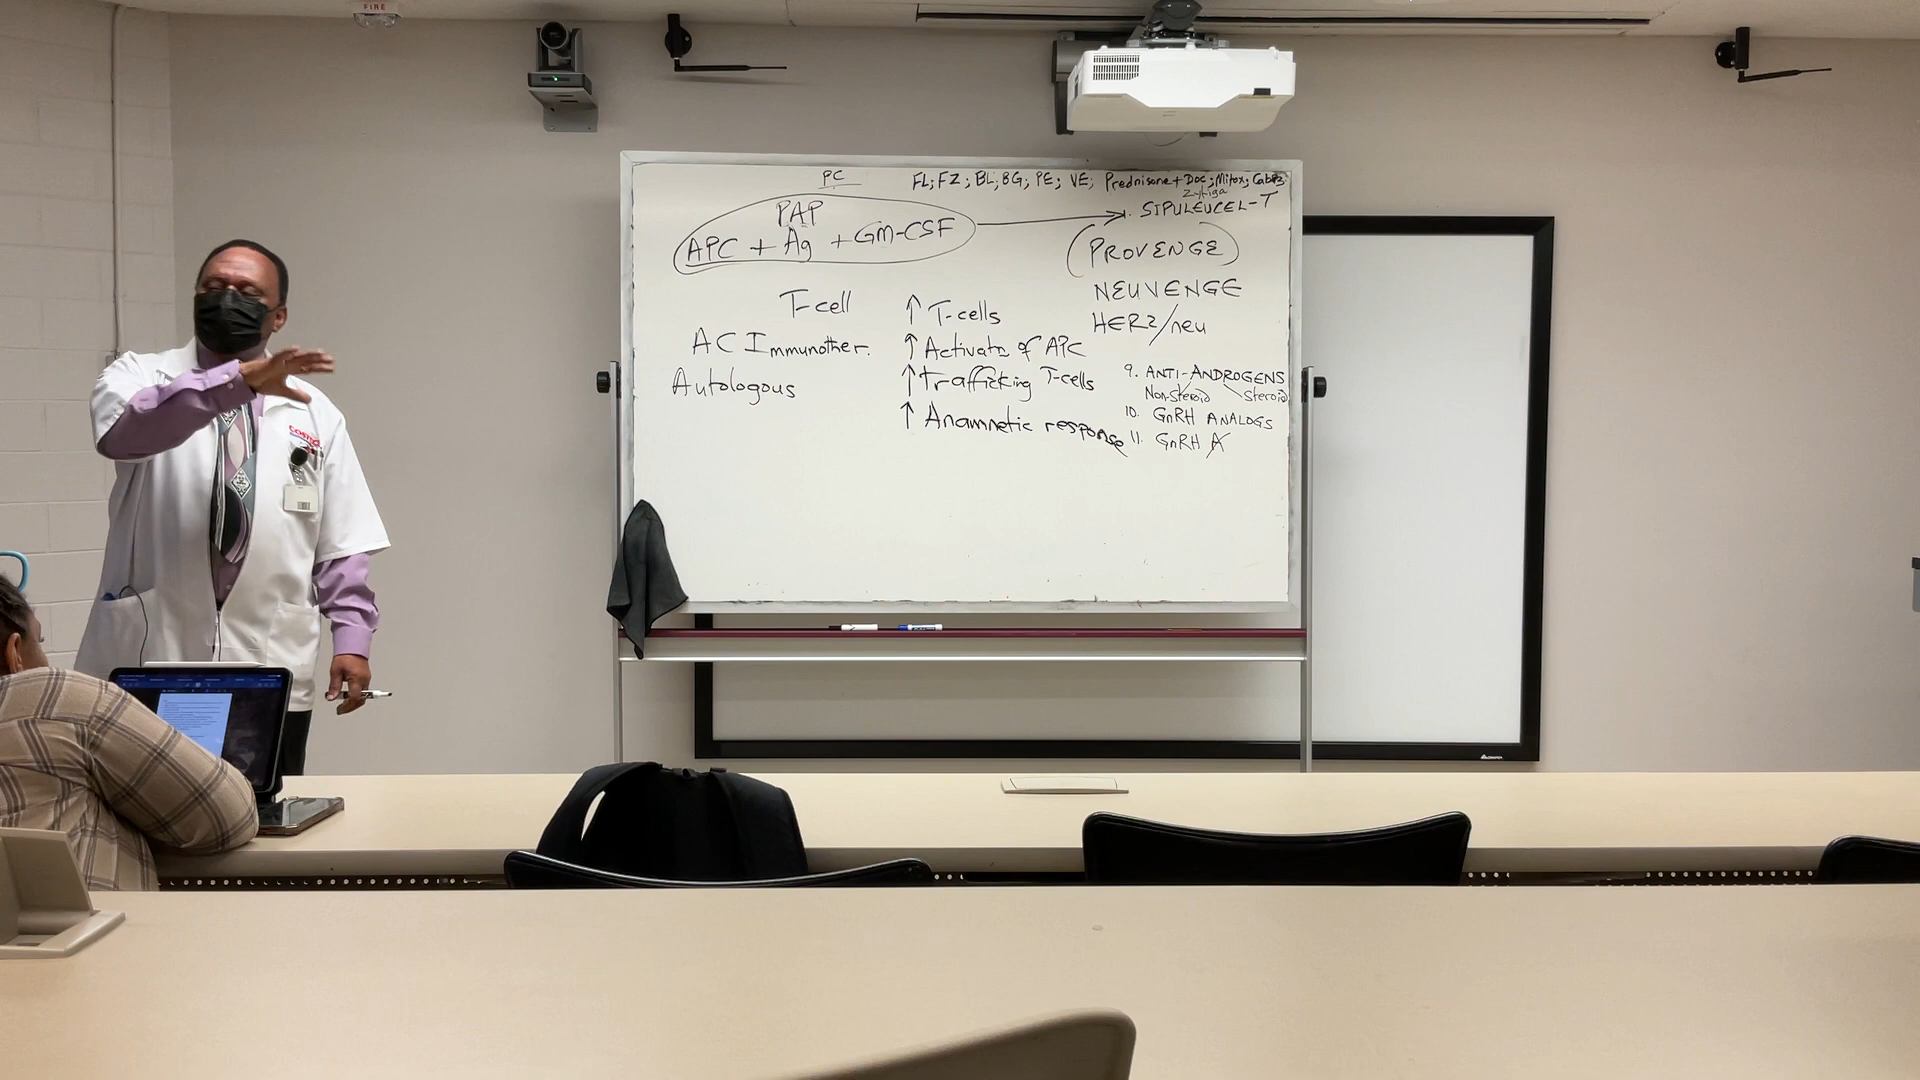 FIRE
PC
FL; FZ; BL; BG; PE; VE; Prednisone + Doc; Mitox; Cabaz;
Zytiga
PAP
APC + Ag + GM-CSF
SIPULEUCEL-T
(PROVENGE)
NEUVENGE
HER2/neu
T-cell
AC Immunother.
Autologous
↑ T-cells
↑ Activatn of APC
↑ trafficking T-cells
↑ Anamnetic response
9. ANTI-ANDROGENS
Non-steroid Steroid
10. GnRH ANALOGS
11. GnRH A